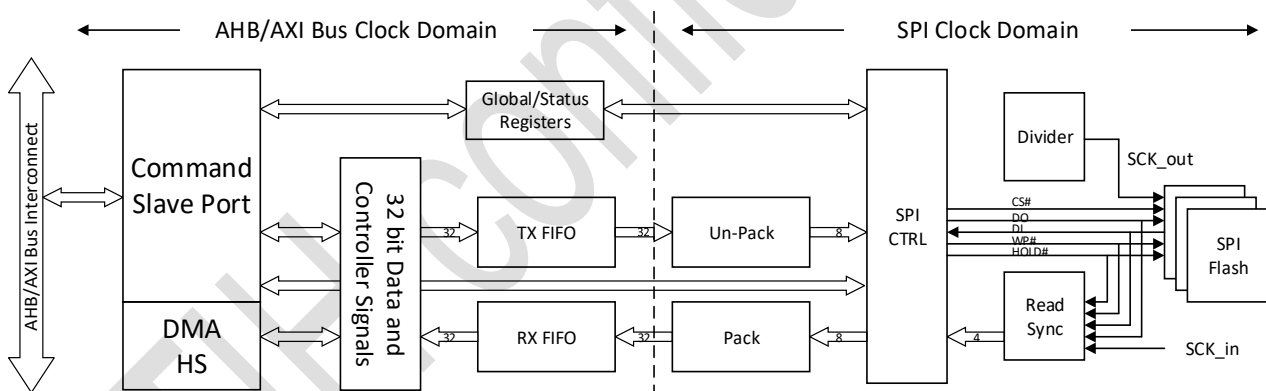 AHB/AXI Bus Clock Domain
SPI Clock Domain
AHB/AXI Bus Interconnect
Command
Slave Port
DMA
HS
Global/Status
Registers
32 bit Data and
Controller Signals
32
TX FIFO
32
Un-Pack
8
32
RX FIFO
32
Pack
8
SPI
CTRL
Divider
SCK_out
CS#
DO
DI
WP#
HOLD#
SPI
Flash
4
Read
Sync
SCK_in